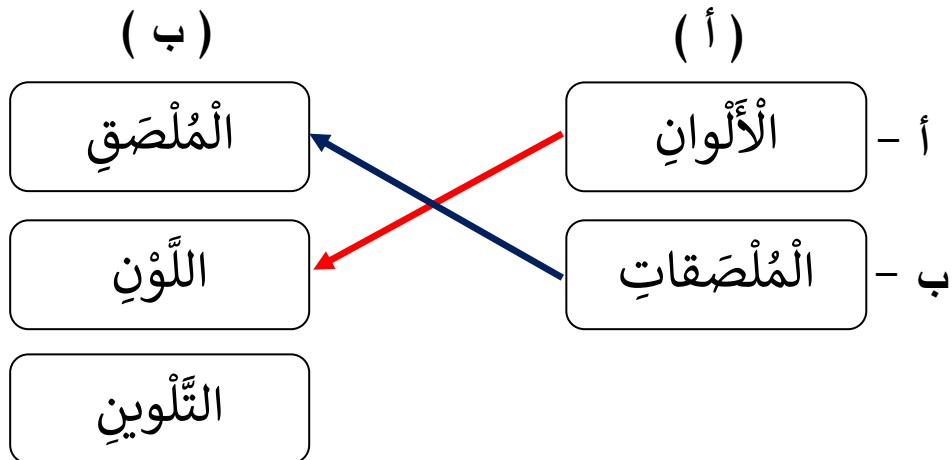 ( أ ) ( ب )
أ – الْأَلْوانِ الْمُلْصَقِ
ب – الْمُلْصَقاتِ اللَّوْنِ
التَّلْوينِ